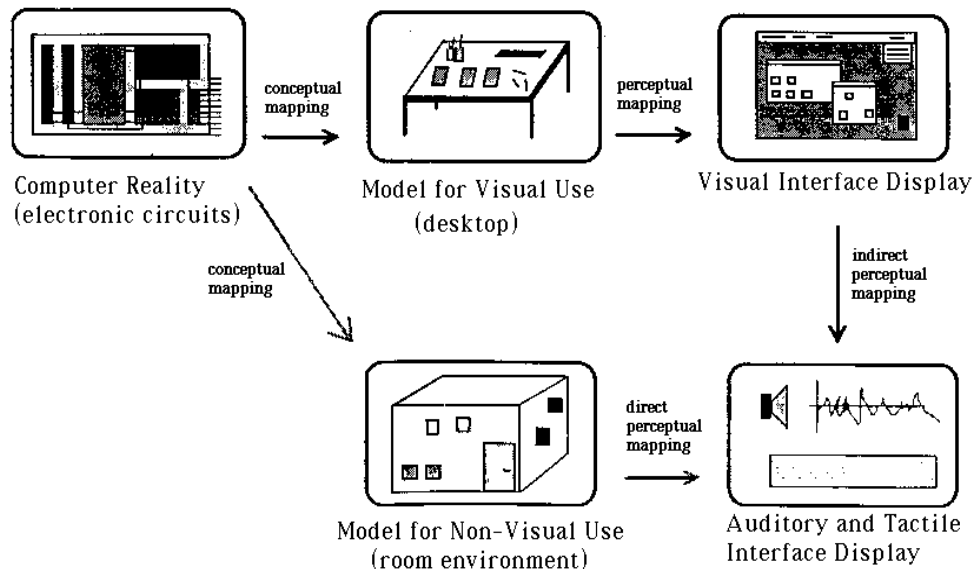 conceptual
mapping
perceptual
mapping
Computer Reality
(electronic circuits)
Model for Visual Use
(desktop)
Visual Interface Display
conceptual
mapping
indirect
perceptual
mapping
direct
perceptual
mapping
Model for Non-Visual Use
(room environment)
Auditory and Tactile
Interface Display